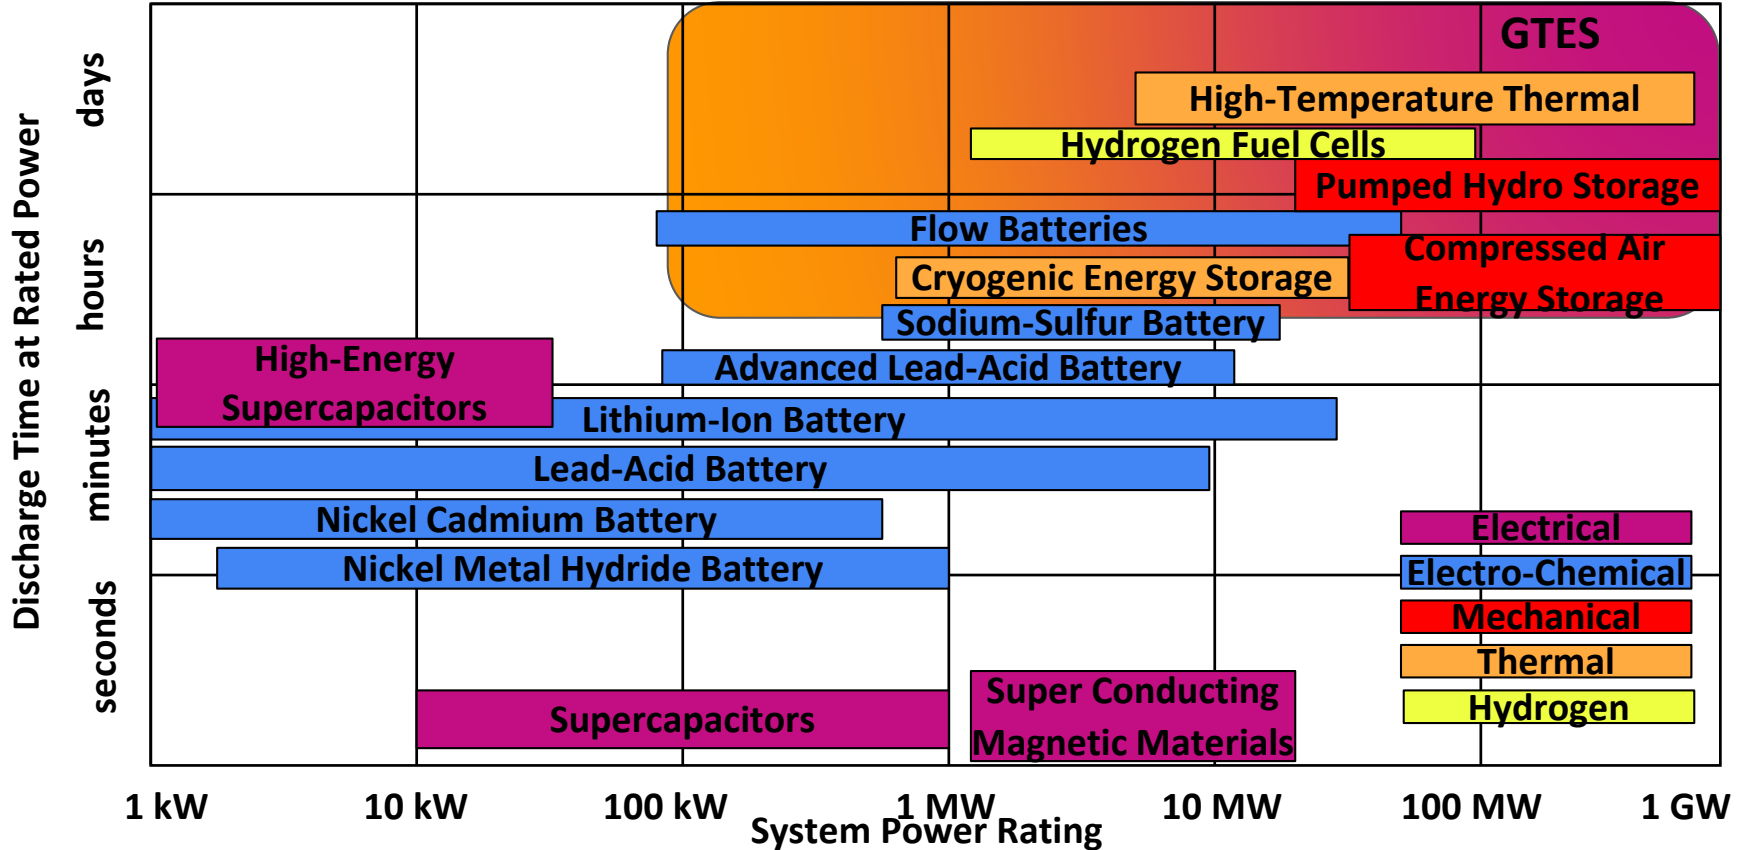 GTES
High-Temperature Thermal
Hydrogen Fuel Cells
Pumped Hydro Storage
Flow Batteries
Compressed Air
Energy Storage
Cryogenic Energy Storage
Sodium-Sulfur Battery
High-Energy
Supercapacitors
Advanced Lead-Acid Battery
Lithium-Ion Battery
Lead-Acid Battery
Nickel Cadmium Battery
Nickel Metal Hydride Battery
Supercapacitors
Super Conducting
Magnetic Materials
Electrical
Electro-Chemical
Mechanical
Thermal
Hydrogen
Discharge Time at Rated Power
days
hours
minutes
seconds
1 kW 10 kW 100 kW 1 MW 10 MW 100 MW 1 GW
System Power Rating